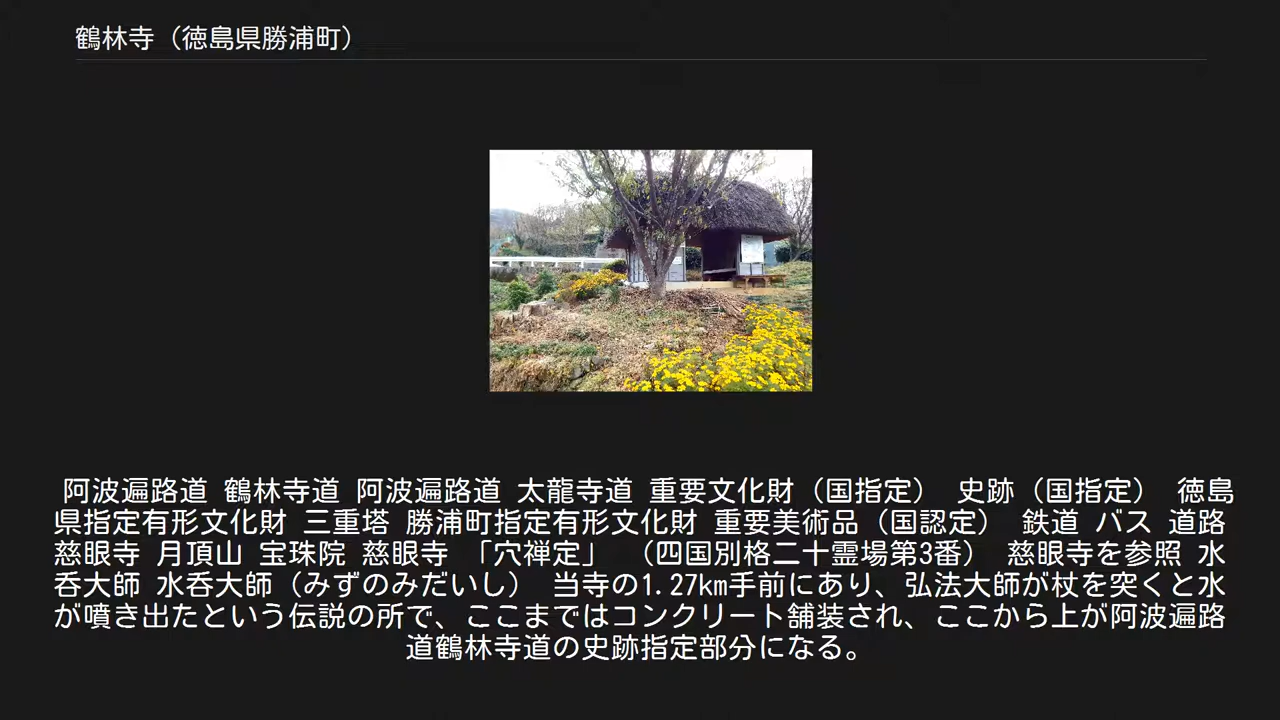 鶴林寺（徳島県勝浦町）
阿波遍路道 鶴林寺道 阿波遍路道 太龍寺道 重要文化財（国指定） 史跡（国指定） 徳島
県指定有形文化財 三重塔 勝浦町指定有形文化財 重要美術品（国認定） 鉄道 バス 道路
慈眼寺 月頂山 宝珠院 慈眼寺 「穴禅定」 （四国別格二十霊場第3番） 慈眼寺を参照 水
呑大師 水呑大師（みずのみだいし） 当寺の1.27km手前にあり、弘法大師が杖を突くと水
が噴き出たという伝説の所で、ここまではコンクリート舗装され、ここから上が阿波遍路
道鶴林寺道の史跡指定部分になる。